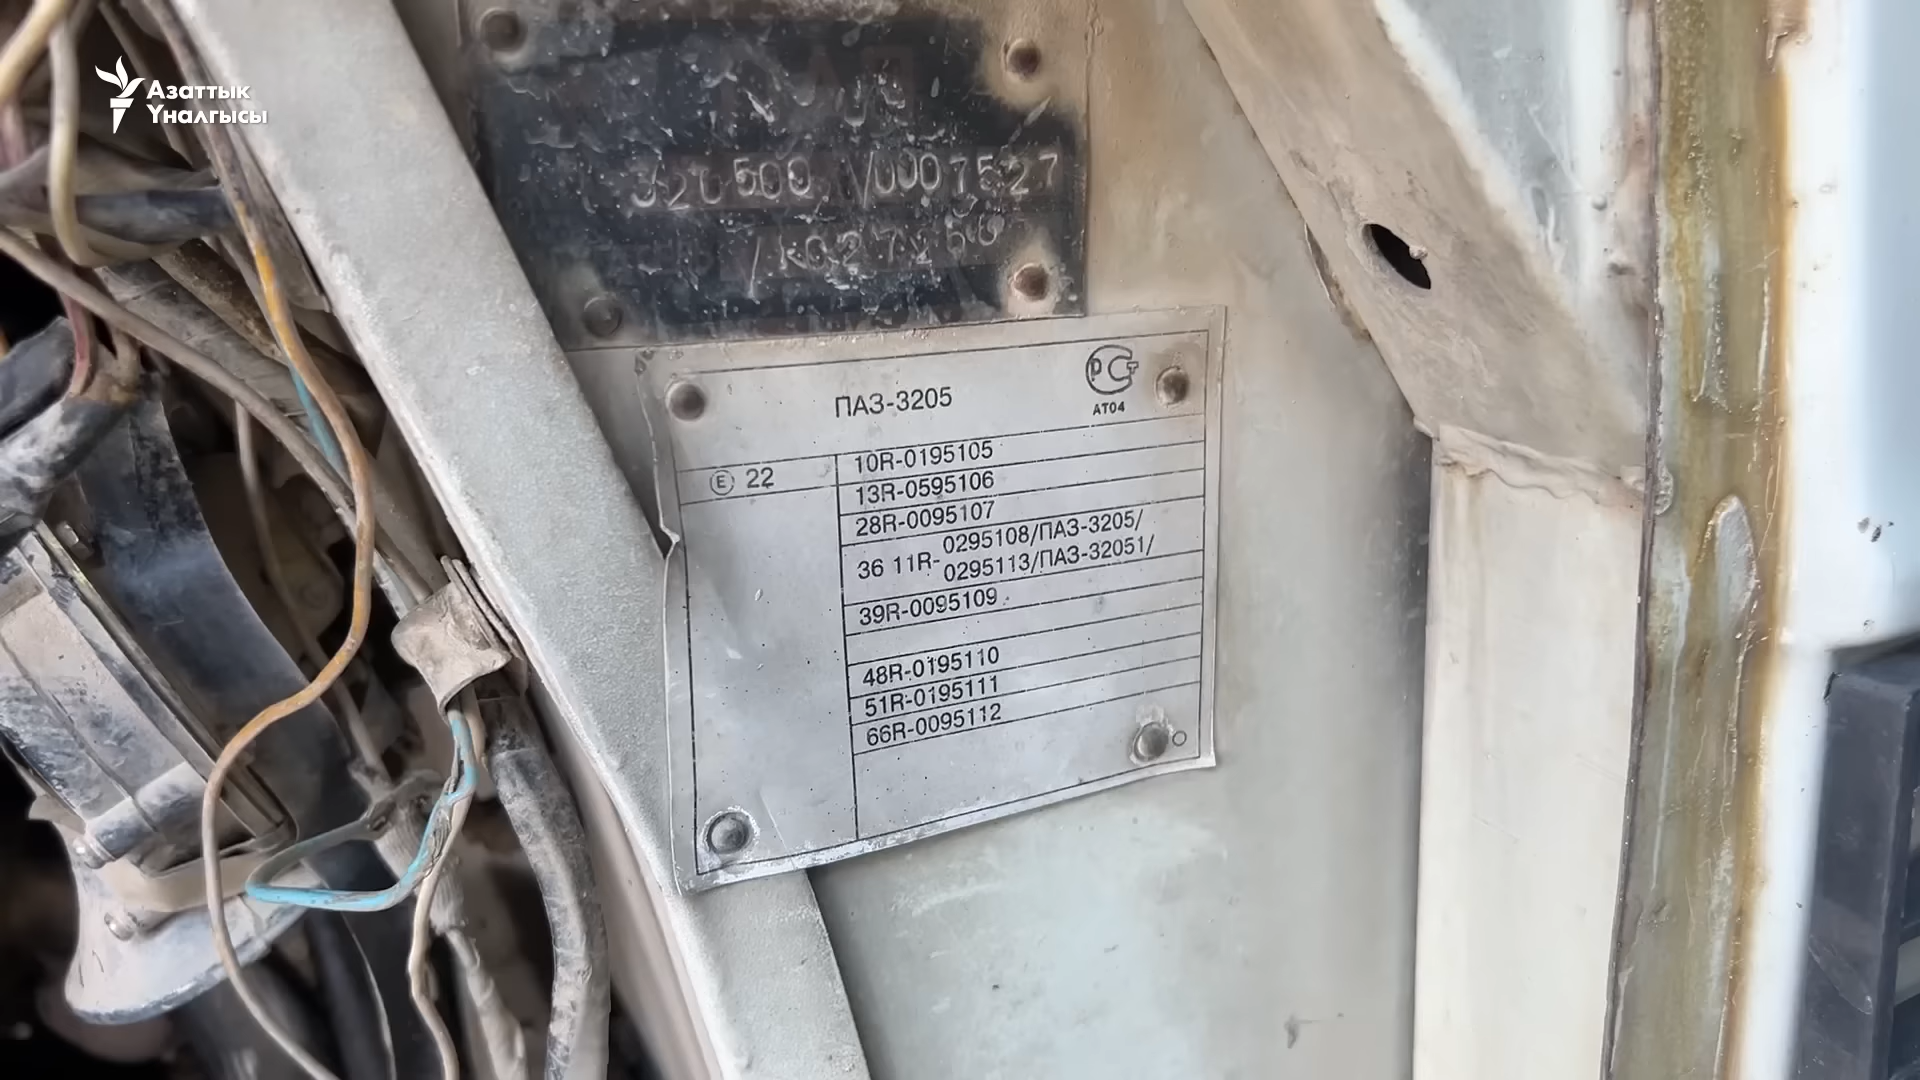 Азаттык
Үналгысы
ПАЗ-3205
АТ04
Е 22
10R-0195105
13R-0595106
28R-0095107
36 11R- 0295108/ПАЗ-3205/
0295113/ПАЗ-32051/
39R-0095109
48R-0195110
51R-0195111
66R-0095112